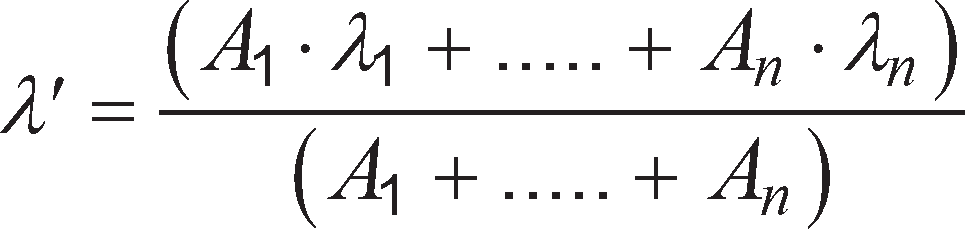 λ′ = ( A₁ · λ₁ + ..... + Aₙ · λₙ ) / ( A₁ + ..... + Aₙ )